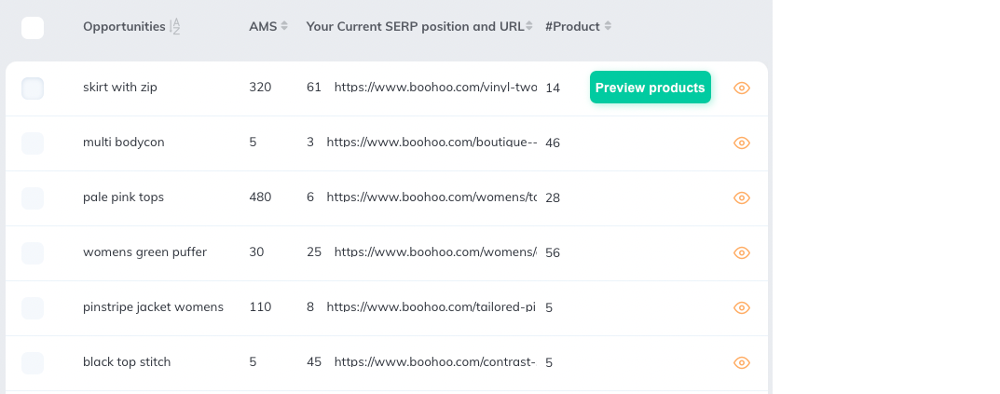 Opportunities AMS Your Current SERP position and URL #Product
skirt with zip 320 61 https://www.boohoo.com/vinyl-two 14 Preview products
multi bodycon 5 3 https://www.boohoo.com/boutique-- 46
pale pink tops 480 6 https://www.boohoo.com/womens/to 28
womens green puffer 30 25 https://www.boohoo.com/womens/ 56
pinstripe jacket womens 110 8 https://www.boohoo.com/tailored-pi 5
black top stitch 5 45 https://www.boohoo.com/contrast- 5